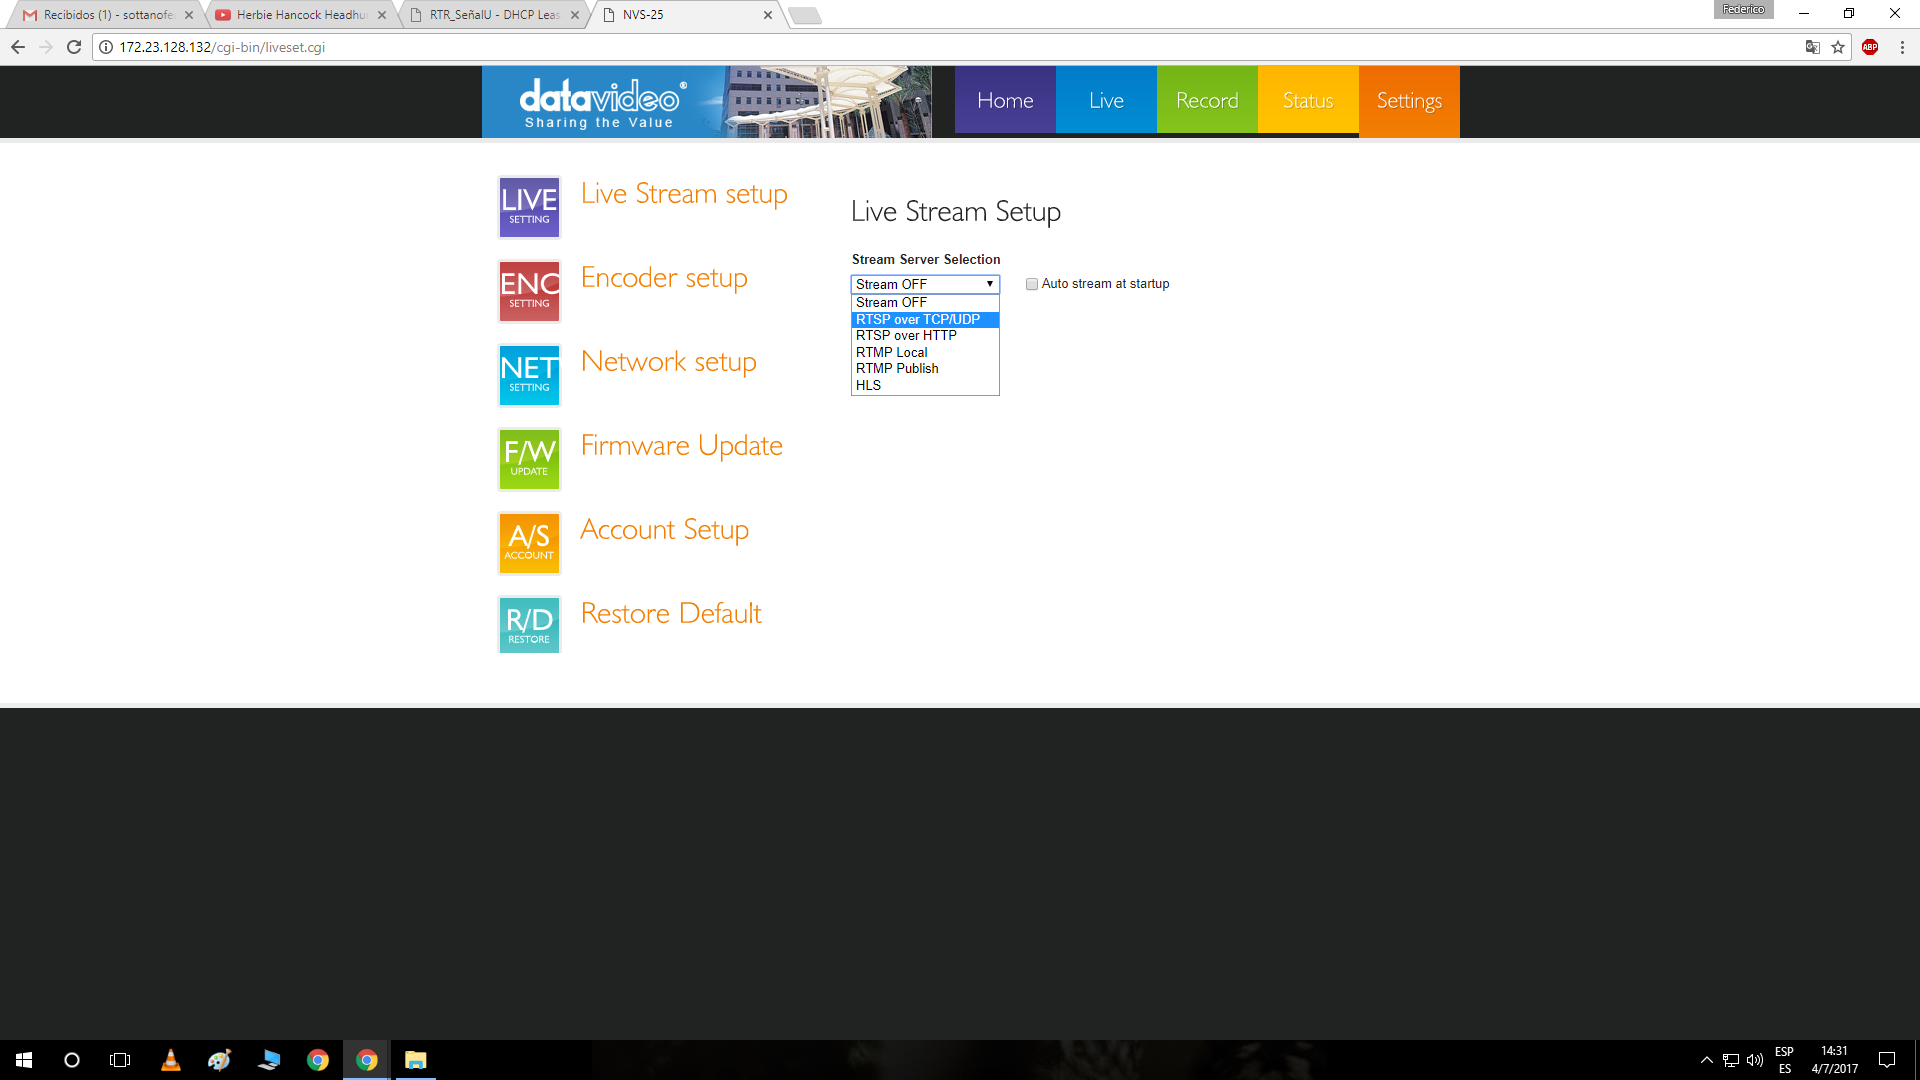 Recibidos (1) - sottanofe
Herbie Hancock Headhu
RTR_SeñalU - DHCP Leas
NVS-25
Federico
172.23.128.132/cgi-bin/liveset.cgi
ABP
datavideo®
Sharing the Value
Home
Live
Record
Status
Settings
LIVE
SETTING
Live Stream setup
ENC
SETTING
Encoder setup
NET
SETTING
Network setup
F/W
UPDATE
Firmware Update
A/S
ACCOUNT
Account Setup
R/D
RESTORE
Restore Default
Live Stream Setup
Stream Server Selection
Stream OFF
Auto stream at startup
Stream OFF
RTSP over TCP/UDP
RTSP over HTTP
RTMP Local
RTMP Publish
HLS
ESP
ES
14:31
4/7/2017